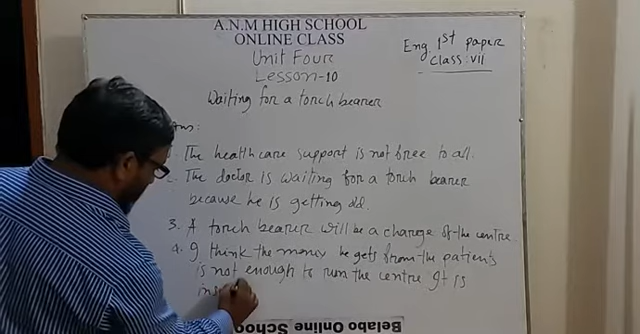 A.N.M HIGH SCHOOL
ONLINE CLASS
Eng 1st paper
Class: VII
Unit Four
Lesson-10
Waiting for a torch bearer
Ans:
The healthcare support is not free to all.
2. The doctor is waiting for a torch bearer
because he is getting old.
3. A torch bearer will be a change of the centre.
4. I think the money he gets from the patients
is not enough to run the centre It is
ins
Belabo Online School